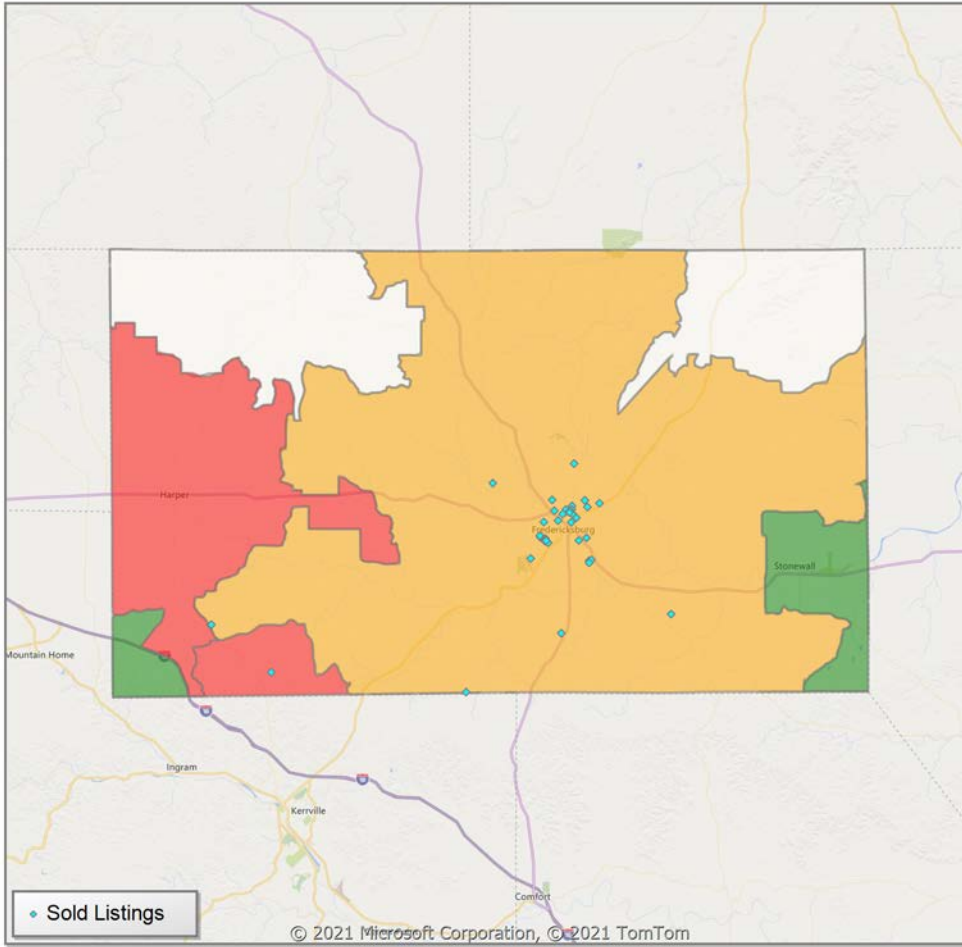 Harper
Fredericksburg
Stonewall
Mountain Home
Ingram
Kerrville
Comfort
Sold Listings
© 2021 Microsoft Corporation, © 2021 TomTom